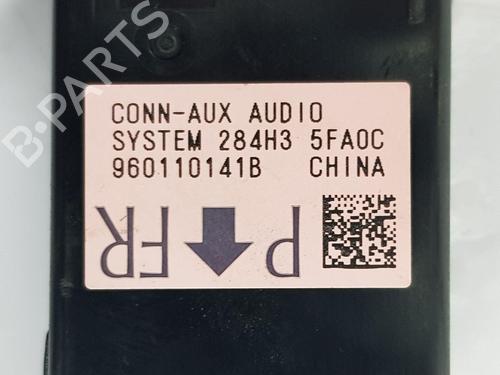 CONN-AUX AUDIO
SYSTEM 284H3 5FA0C
960110141B CHINA
P FR
B-PARTS